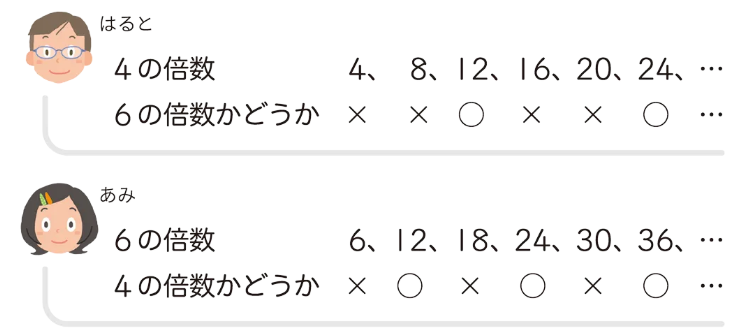 はると
4の倍数 4、 8、12、16、20、24、…
6の倍数かどうか × × ○ × × ○ …
あみ
6の倍数 6、12、18、24、30、36、…
4の倍数かどうか × ○ × ○ × ○ …